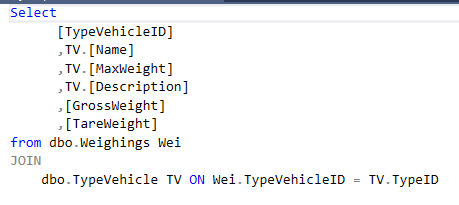 Select
[TypeVehicleID]
,TV.[Name]
,TV.[MaxWeight]
,TV.[Description]
,[GrossWeight]
,[TareWeight]
from dbo.Weighings Wei
JOIN
dbo.TypeVehicle TV ON Wei.TypeVehicleID = TV.TypeID